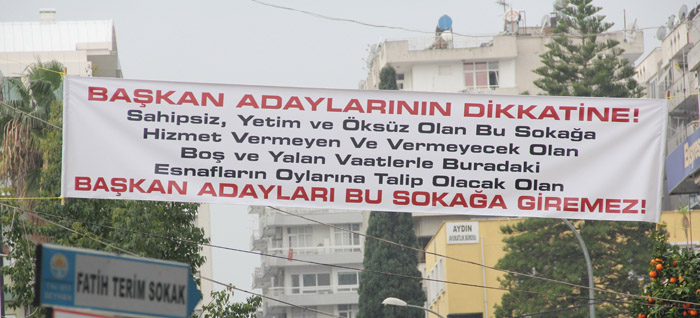 BAŞKAN ADAYLARININ DİKKATİNE!
Sahipsiz, Yetim ve Öksüz Olan Bu Sokağa
Hizmet Vermeyen Ve Vermeyecek Olan
Boş ve Yalan Vaatlerle Buradaki
Esnafların Oylarına Talip Olacak Olan
BAŞKAN ADAYLARI BU SOKAĞA GİREMEZ!
AYDIN
FATİH TERİM SOKAK